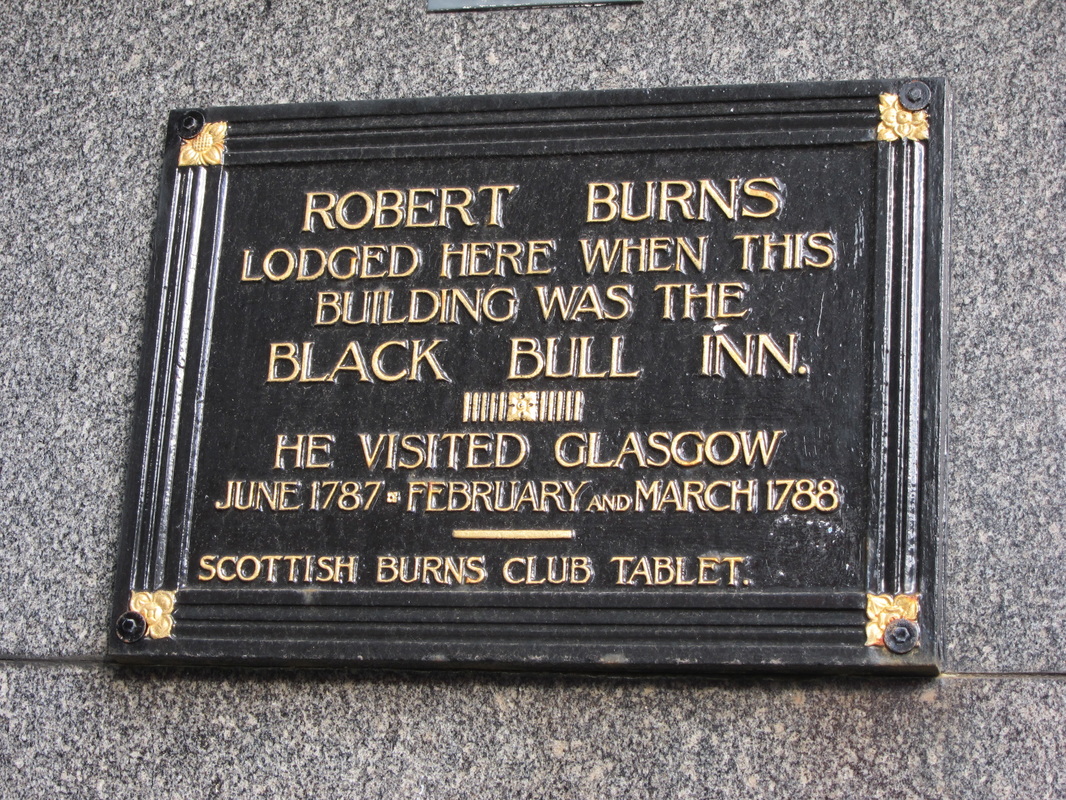 ROBERT BURNS
LODGED HERE WHEN THIS
BUILDING WAS THE
BLACK BULL INN.
HE VISITED GLASGOW
JUNE 1787 - FEBRUARY AND MARCH 1788
SCOTTISH BURNS CLUB TABLET.